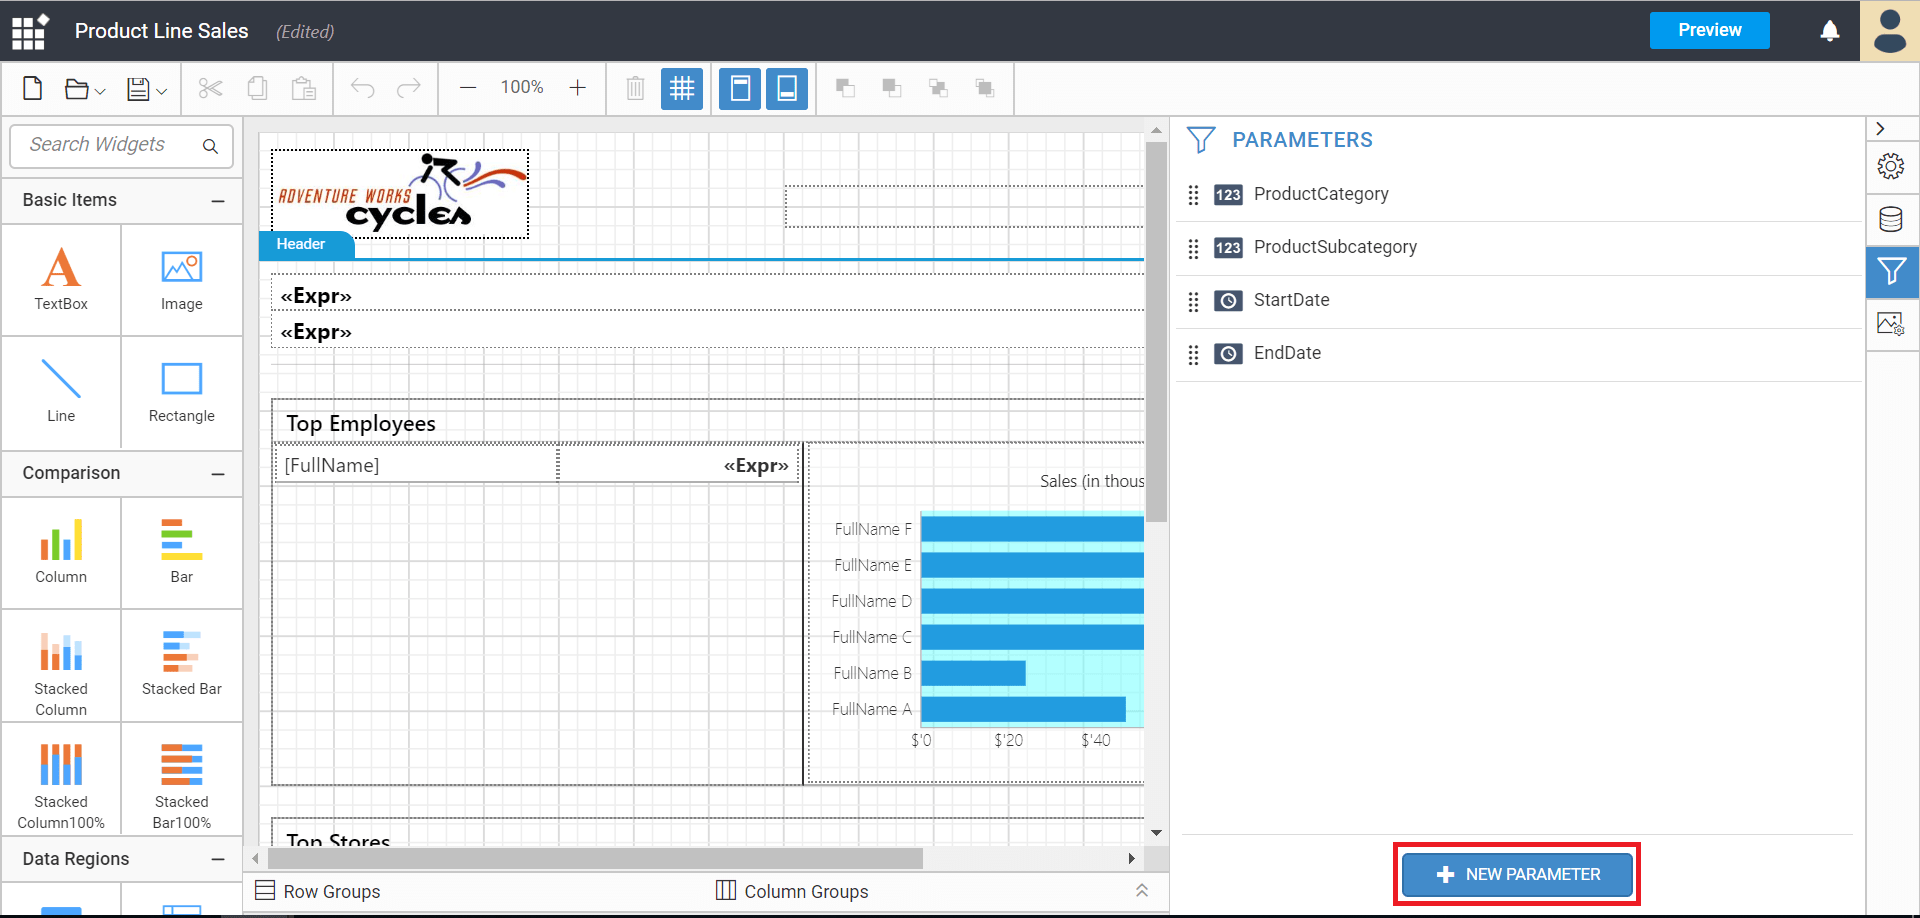 Product Line Sales (Edited)
Preview
100%
Search Widgets
Basic Items
TextBox
Image
Line
Rectangle
Comparison
Column
Bar
Stacked
Column
Stacked Bar
Stacked
Column100%
Stacked
Bar100%
Data Regions
ADVENTURE WORKS
cycles
Header
«Expr»
«Expr»
Top Employees
[FullName]
«Expr»
Sales (in thous
FullName F
FullName E
FullName D
FullName C
FullName B
FullName A
$'0
$'20
$'40
Top Stores
Row Groups
Column Groups
PARAMETERS
123 ProductCategory
123 ProductSubcategory
StartDate
EndDate
NEW PARAMETER